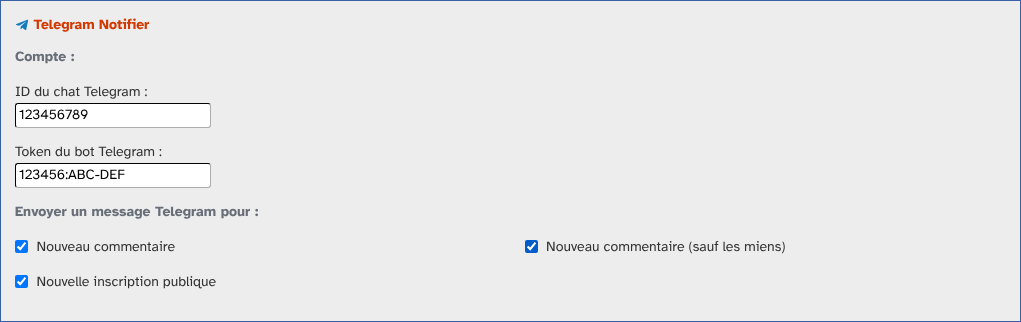 Telegram Notifier
Compte :
ID du chat Telegram :
123456789
Token du bot Telegram :
123456:ABC-DEF
Envoyer un message Telegram pour :
Nouveau commentaire
Nouveau commentaire (sauf les miens)
Nouvelle inscription publique